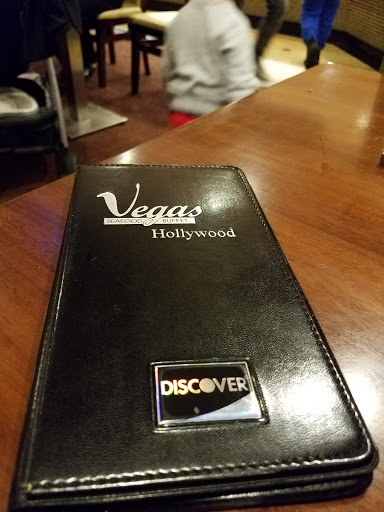 Vegas
SEAFOOD BUFFET
Hollywood
DISCOVER